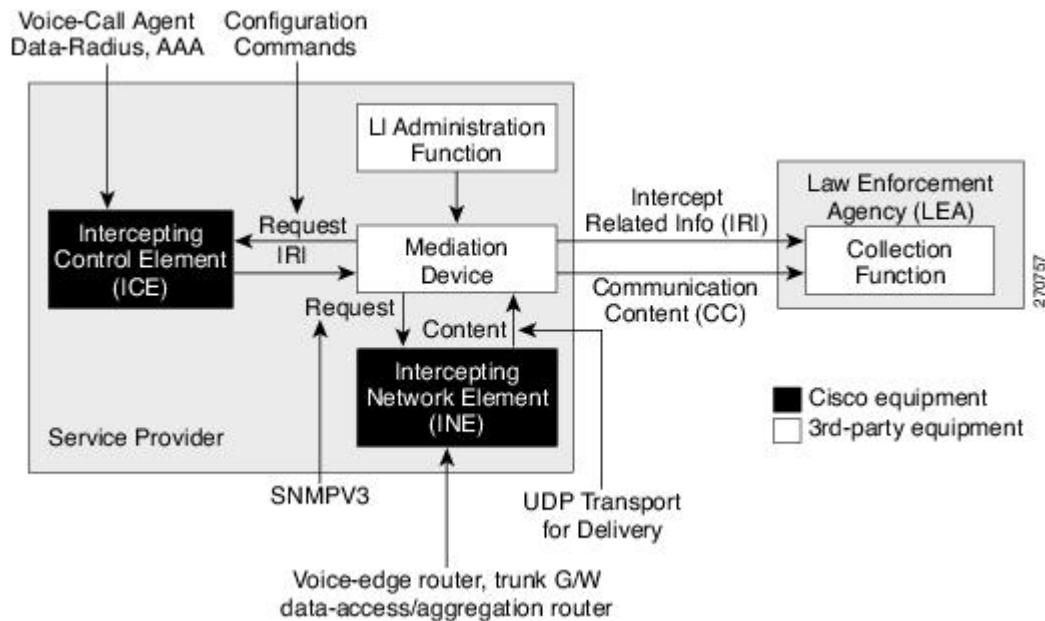 Voice-Call Agent
Data-Radius, AAA
Configuration
Commands
LI Administration
Function
Law Enforcement
Agency (LEA)
Collection
Function
Intercepting
Control Element
(ICE)
Request
IRI
Mediation
Device
Intercept
Related Info (IRI)
Communication
Content (CC)
Request
Content
Intercepting
Network Element
(INE)
Service Provider
Cisco equipment
3rd-party equipment
SNMPV3
UDP Transport
for Delivery
Voice-edge router, trunk G/W
data-access/aggregation router
270757